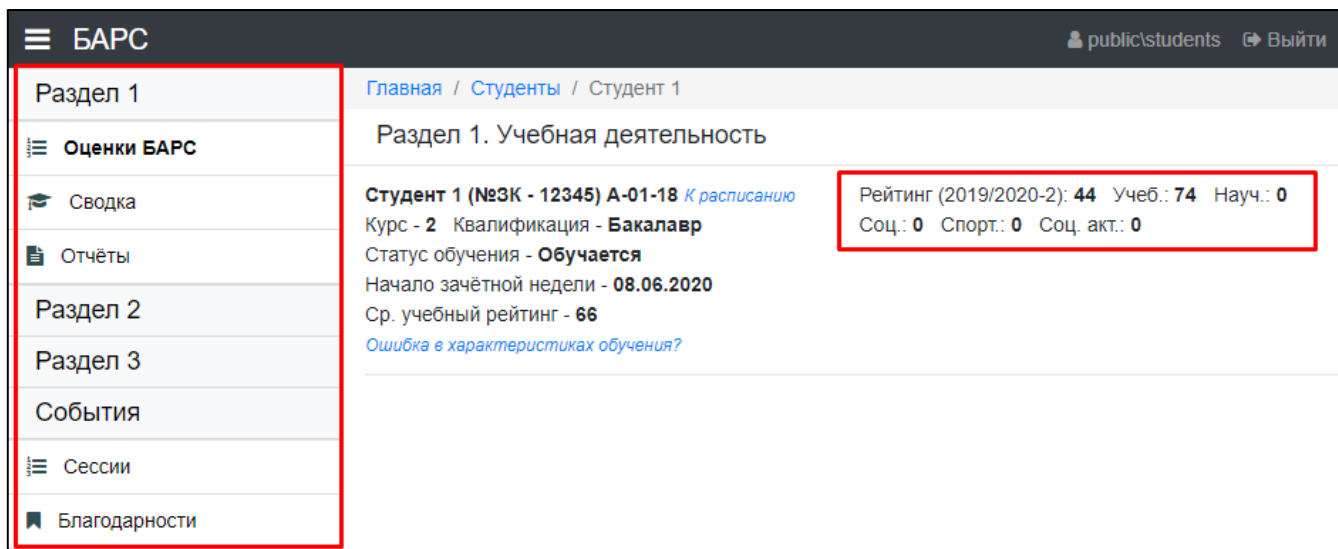 БАРС
public\students Выйти
Раздел 1
Оценки БАРС
Сводка
Отчёты
Раздел 2
Раздел 3
События
Сессии
Благодарности
Главная / Студенты / Студент 1
Раздел 1. Учебная деятельность
Студент 1 (№ЗК - 12345) А-01-18 К расписанию
Курс - 2 Квалификация - Бакалавр
Статус обучения - Обучается
Начало зачётной недели - 08.06.2020
Ср. учебный рейтинг - 66
Ошибка в характеристиках обучения?
Рейтинг (2019/2020-2): 44 Учеб.: 74 Науч.: 0
Соц.: 0 Спорт.: 0 Соц. акт.: 0